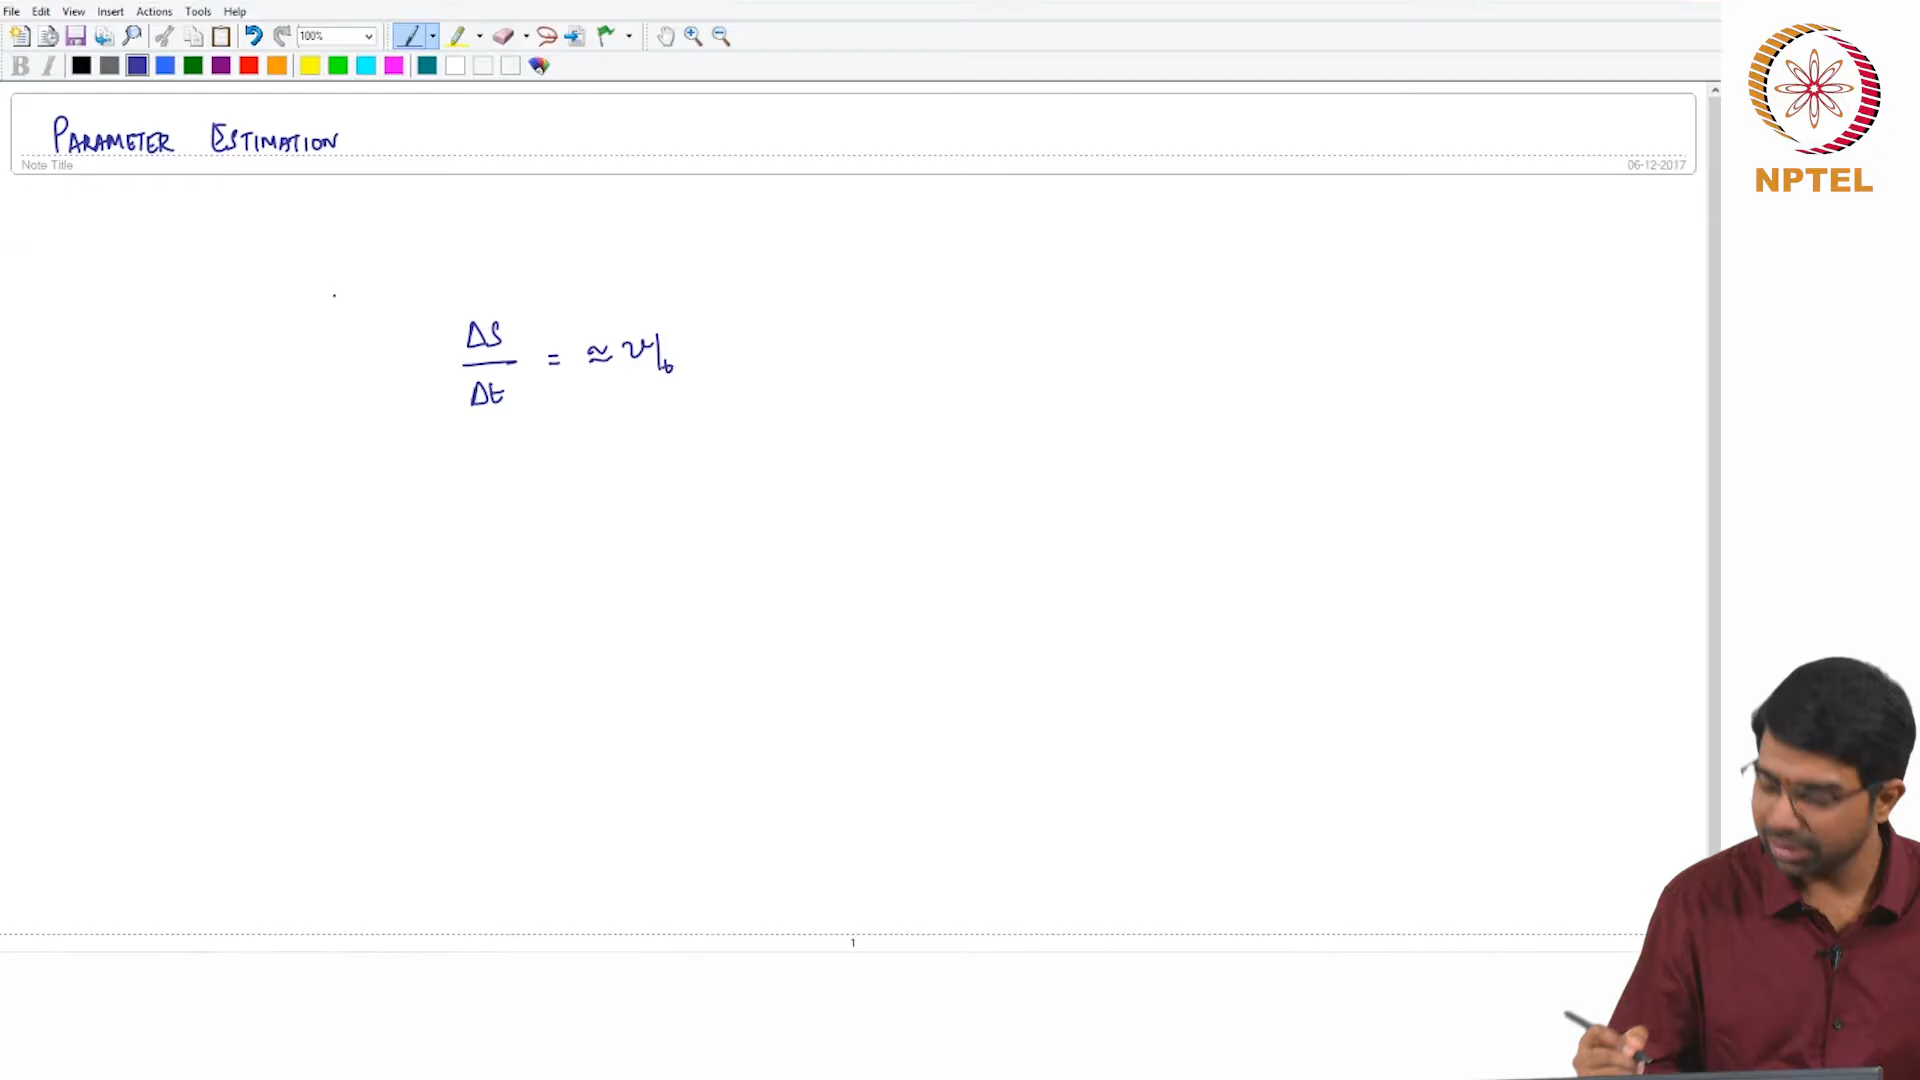 File Edit View Insert Actions Tools Help
100%
B I
PARAMETER ESTIMATION
Note Title
06-12-2017
ΔS
Δt
= ≈ v|₀
1
NPTEL